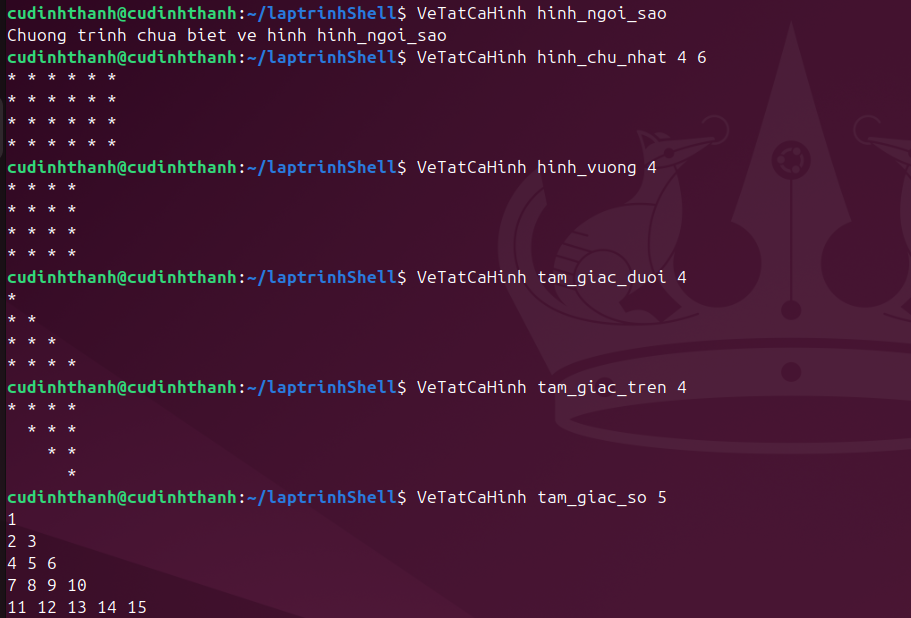 cudinhthanh@cudinhthanh:~/laptrinhShell$ VeTatCaHinh hinh_ngoi_sao
Chuong trinh chua biet ve hinh hinh_ngoi_sao
cudinhthanh@cudinhthanh:~/laptrinhShell$ VeTatCaHinh hinh_chu_nhat 4 6
* * * * * *
* * * * * *
* * * * * *
* * * * * *
cudinhthanh@cudinhthanh:~/laptrinhShell$ VeTatCaHinh hinh_vuong 4
* * * *
* * * *
* * * *
* * * *
cudinhthanh@cudinhthanh:~/laptrinhShell$ VeTatCaHinh tam_giac_duoi 4
*
* *
* * *
* * * *
cudinhthanh@cudinhthanh:~/laptrinhShell$ VeTatCaHinh tam_giac_tren 4
* * * *
  * * *
    * *
      *
cudinhthanh@cudinhthanh:~/laptrinhShell$ VeTatCaHinh tam_giac_so 5
1
2 3
4 5 6
7 8 9 10
11 12 13 14 15